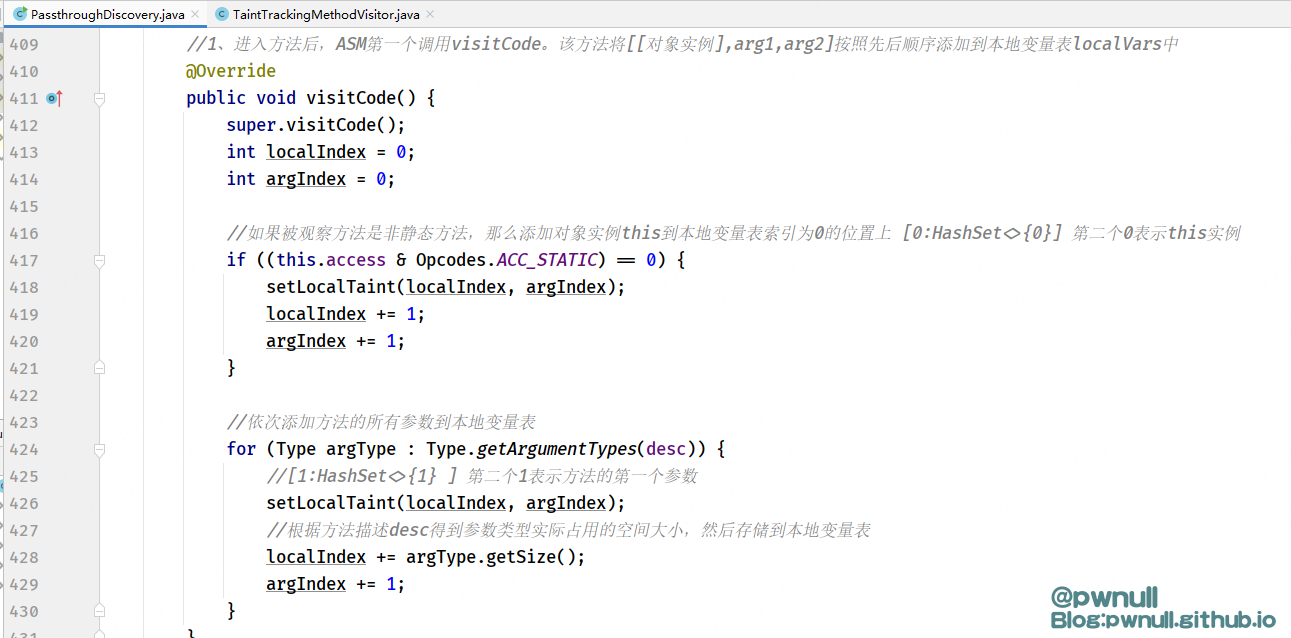 PassthroughDiscovery.java TaintTrackingMethodVisitor.java
409 //1、进入方法后，ASM第一个调用visitCode。该方法将[[对象实例],arg1,arg2]按照先后顺序添加到本地变量表localVars中
410 @Override
411 public void visitCode() {
412 super.visitCode();
413 int localIndex = 0;
414 int argIndex = 0;
415
416 //如果被观察方法是非静态方法，那么添加对象实例this到本地变量表索引为0的位置上 [0:HashSet<>{0}] 第二个0表示this实例
417 if ((this.access & Opcodes.ACC_STATIC) == 0) {
418 setLocalTaint(localIndex, argIndex);
419 localIndex += 1;
420 argIndex += 1;
421 }
422
423 //依次添加方法的所有参数到本地变量表
424 for (Type argType : Type.getArgumentTypes(desc)) {
425 //[1:HashSet<>{1} ] 第二个1表示方法的第一个参数
426 setLocalTaint(localIndex, argIndex);
427 //根据方法描述desc得到参数类型实际占用的空间大小，然后存储到本地变量表
428 localIndex += argType.getSize();
429 argIndex += 1;
430 }
431 }
@pwnull
Blog:pwnull.github.io